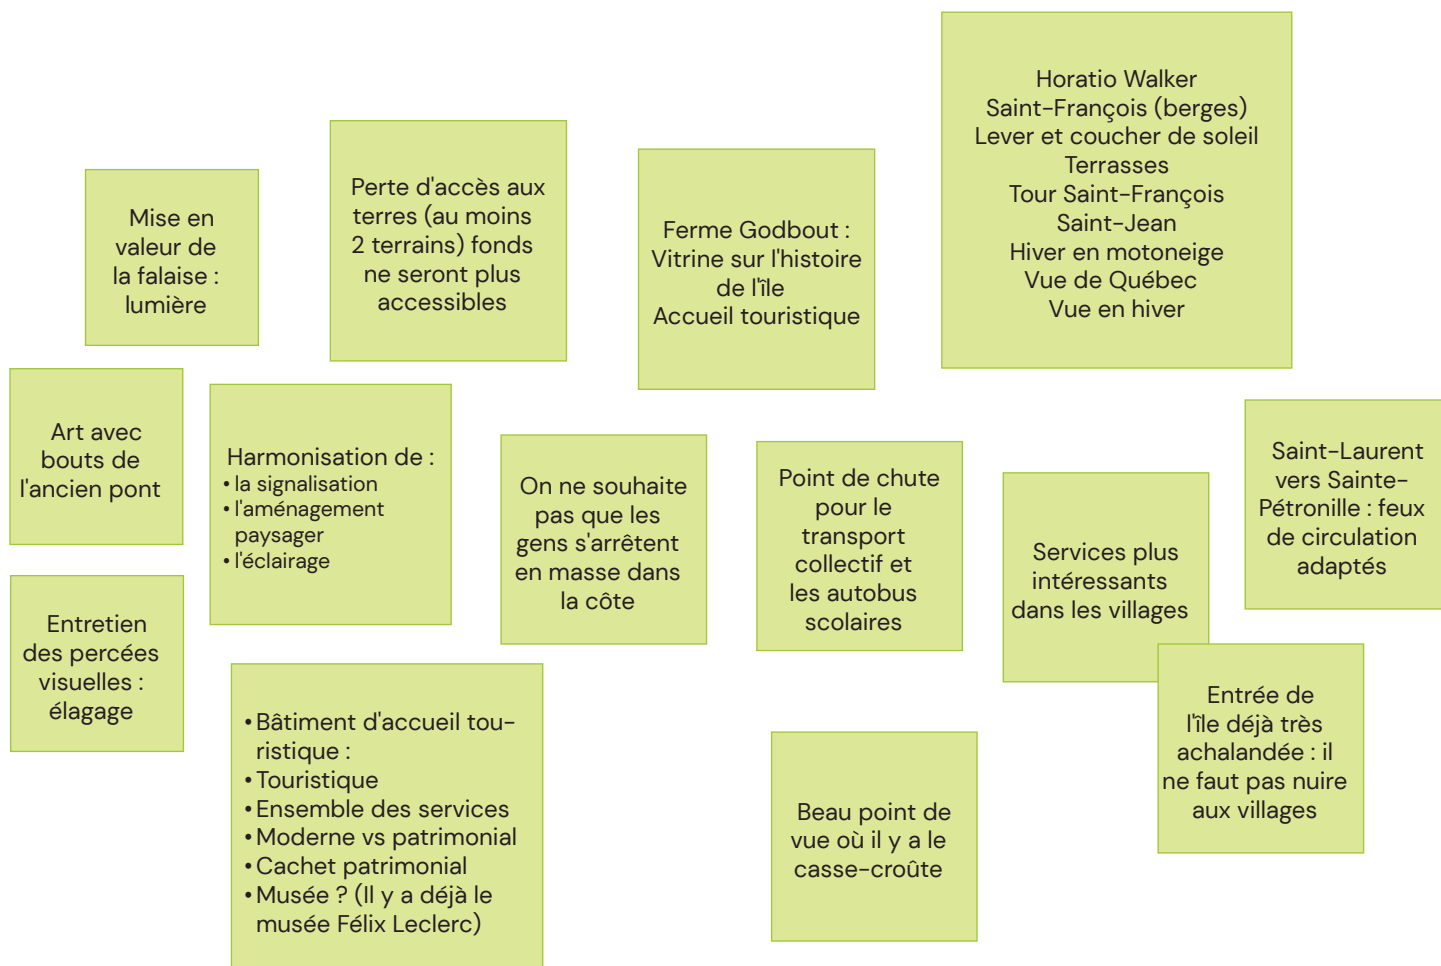 Horatio Walker
Saint-François (berges)
Lever et coucher de soleil
Terrasses
Tour Saint-François
Saint-Jean
Hiver en motoneige
Vue de Québec
Vue en hiver
Mise en
valeur de
la falaise :
lumière
Perte d'accès aux
terres (au moins
2 terrains) fonds
ne seront plus
accessibles
Ferme Godbout :
Vitrine sur l'histoire
de l'île
Accueil touristique
Art avec
bouts de
l'ancien pont
Harmonisation de :
• la signalisation
• l'aménagement
paysager
• l'éclairage
On ne souhaite
pas que les
gens s'arrêtent
en masse dans
la côte
Point de chute
pour le
transport
collectif et
les autobus
scolaires
Services plus
intéressants
dans les villages
Saint-Laurent
vers Sainte-
Pétronille : feux
de circulation
adaptés
Entretien
des percées
visuelles :
élagage
• Bâtiment d'accueil tou-
ristique :
• Touristique
• Ensemble des services
• Moderne vs patrimonial
• Cachet patrimonial
• Musée ? (Il y a déjà le
musée Félix Leclerc)
Beau point de
vue où il y a le
casse-croûte
Entrée de
l'île déjà très
achalandée : il
ne faut pas nuire
aux villages